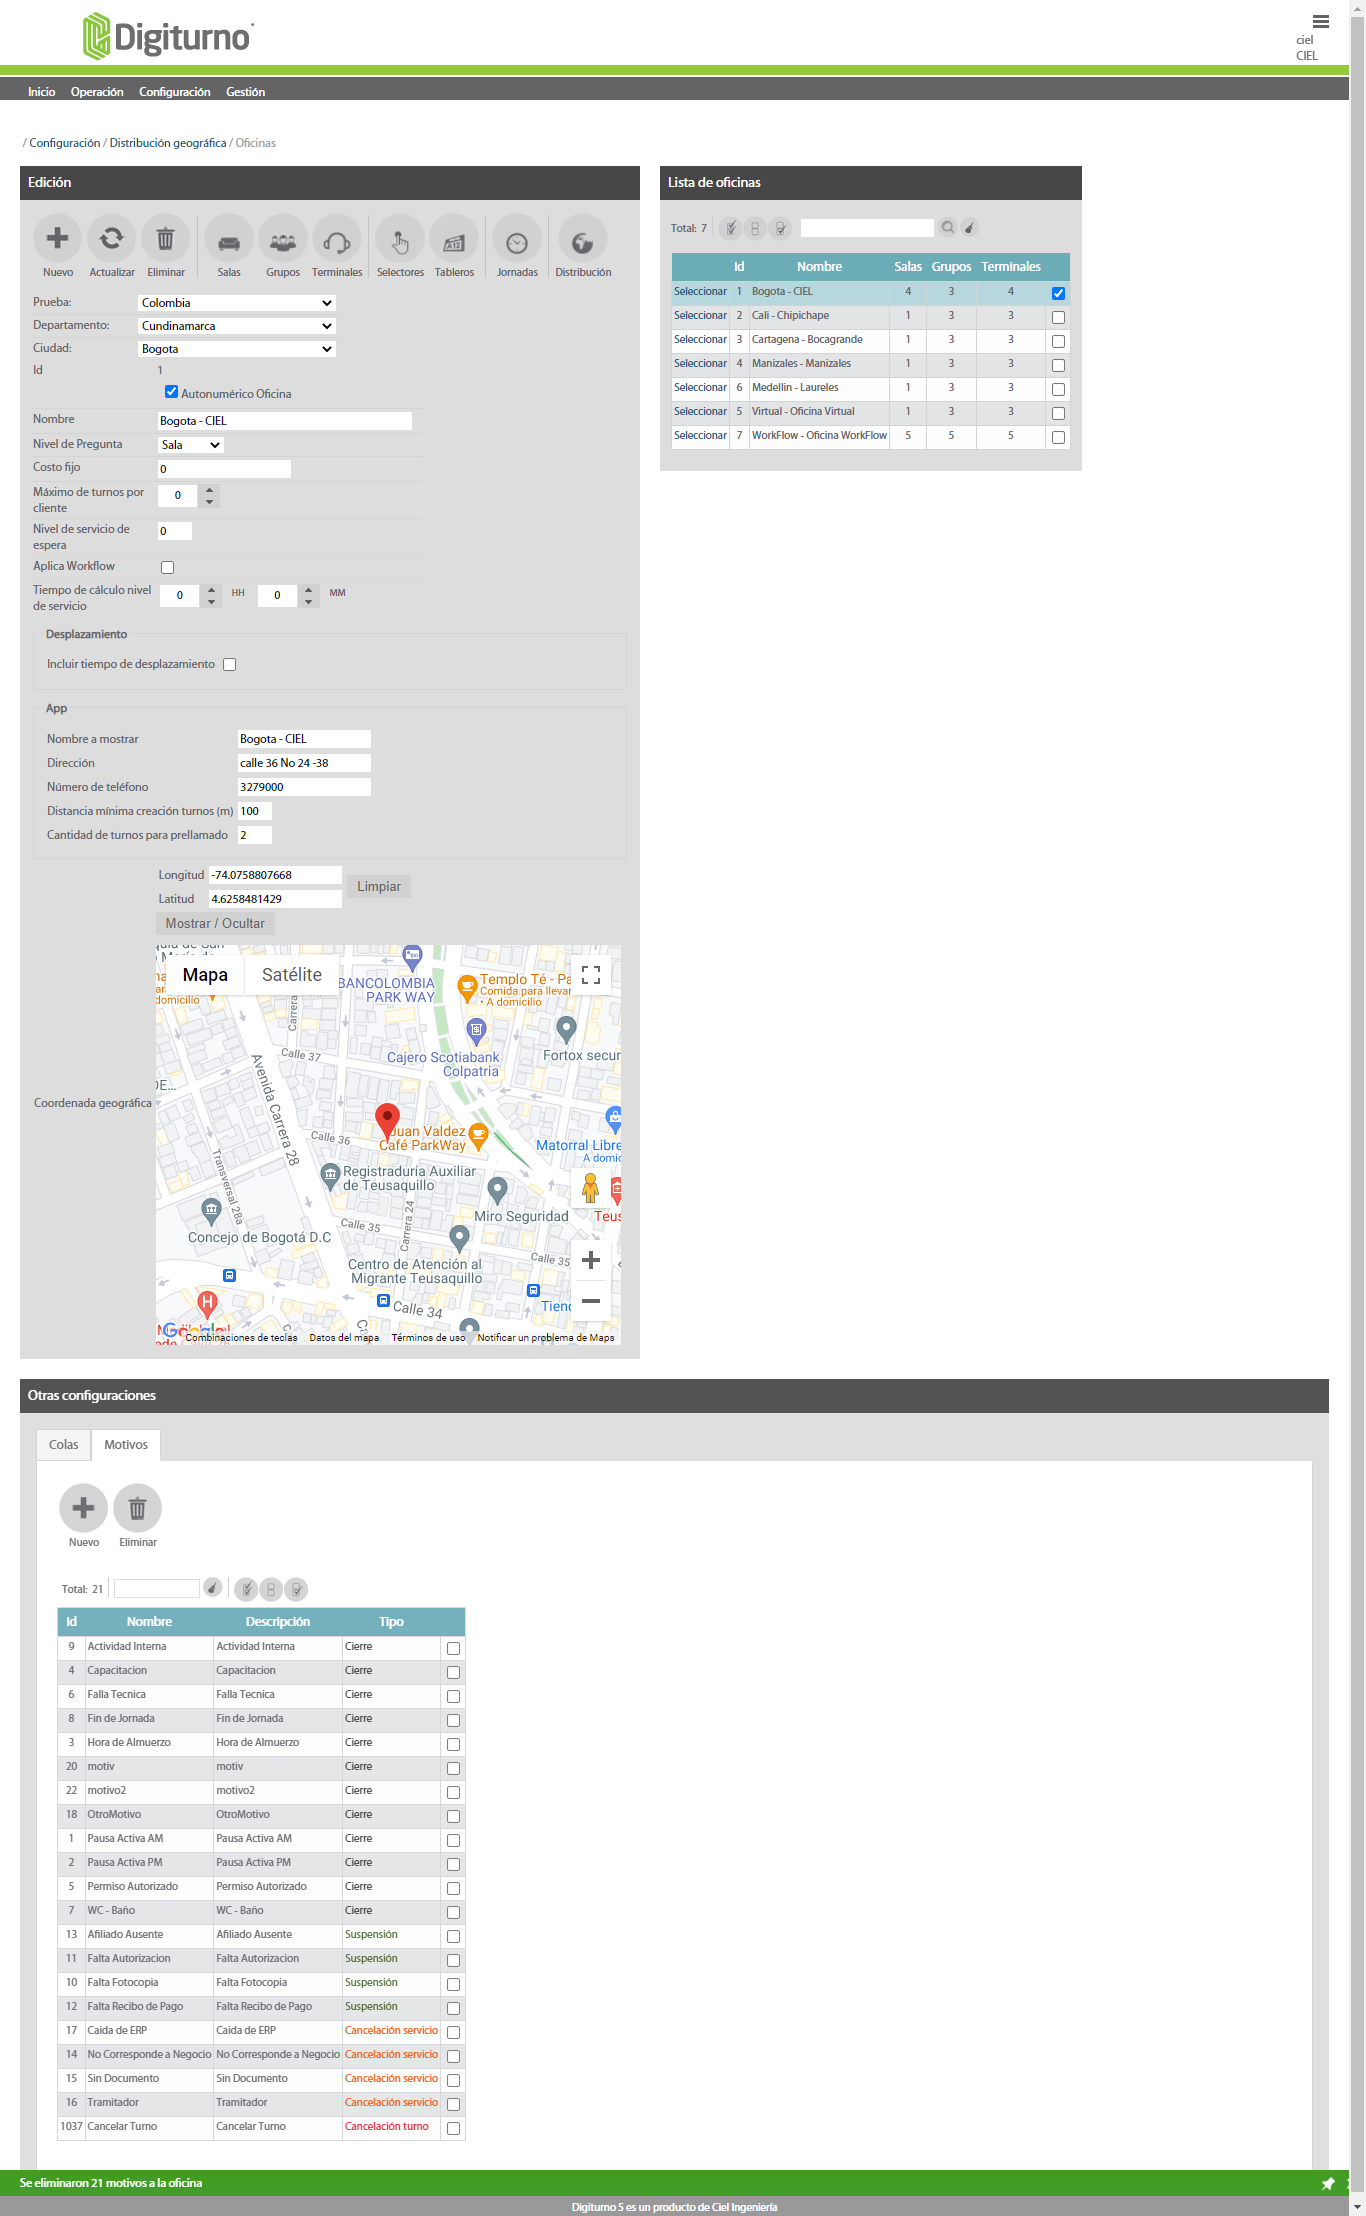 Digiturno
ciel
CIEL
Inicio Operación Configuración Gestión
/ Configuración / Distribución geográfica / Oficinas
Edición
Nuevo Actualizar Eliminar Salas Grupos Terminales Selectores Tableros Jornadas Distribución
Prueba: Colombia
Departamento: Cundinamarca
Ciudad: Bogota
Id 1
Autonumérico Oficina
Nombre Bogota - CIEL
Nivel de Pregunta Sala
Costo fijo 0
Máximo de turnos por
cliente 0
Nivel de servicio de
espera 0
Aplica Workflow
Tiempo de cálculo nivel
de servicio 0 HH 0 MM
Desplazamiento
Incluir tiempo de desplazamiento
App
Nombre a mostrar Bogota - CIEL
Dirección calle 36 No 24 -38
Número de teléfono 3279000
Distancia mínima creación turnos (m) 100
Cantidad de turnos para prellamado 2
Longitud -74.0758807668
Latitud 4.6258481429
Limpiar
Mostrar / Ocultar
Coordenada geográfica
Mapa Satélite
domicilio
BANCOLOMBIA
PARK WAY
Templo Té - Pa
Comida para llevar
• A domicilio
Carrera
Calle 37
Cajero Scotiabank
Colpatria
Fortox secur
DE...
Avenida Carrera 28
Calle 36
Juan Valdez
Café ParkWay
Matorral Libre
A domic
Registraduría Auxiliar
de Teusaquillo
Transversal 28a
Carrera 24
Miro Seguridad
Teus
Concejo de Bogotá D.C
Calle 35
Calle 35
Centro de Atención al
Migrante Teusaquillo
Calle 34
Tiend
Google
Combinaciones de teclas Datos del mapa Términos de uso Notificar un problema de Maps
Lista de oficinas
Total: 7
Id Nombre Salas Grupos Terminales
Seleccionar 1 Bogota - CIEL 4 3 4
Seleccionar 2 Cali - Chipichape 1 3 3
Seleccionar 3 Cartagena - Bocagrande 1 3 3
Seleccionar 4 Manizales - Manizales 1 3 3
Seleccionar 6 Medellin - Laureles 1 3 3
Seleccionar 5 Virtual - Oficina Virtual 1 3 3
Seleccionar 7 WorkFlow - Oficina WorkFlow 5 5 5
Otras configuraciones
Colas Motivos
Nuevo Eliminar
Total: 21
Id Nombre Descripción Tipo
9 Actividad Interna Actividad Interna Cierre
4 Capacitacion Capacitacion Cierre
6 Falla Tecnica Falla Tecnica Cierre
8 Fin de Jornada Fin de Jornada Cierre
3 Hora de Almuerzo Hora de Almuerzo Cierre
20 motiv motiv Cierre
22 motivo2 motivo2 Cierre
18 OtroMotivo OtroMotivo Cierre
1 Pausa Activa AM Pausa Activa AM Cierre
2 Pausa Activa PM Pausa Activa PM Cierre
5 Permiso Autorizado Permiso Autorizado Cierre
7 WC - Baño WC - Baño Cierre
13 Afiliado Ausente Afiliado Ausente Suspensión
11 Falta Autorizacion Falta Autorizacion Suspensión
10 Falta Fotocopia Falta Fotocopia Suspensión
12 Falta Recibo de Pago Falta Recibo de Pago Suspensión
17 Caida de ERP Caida de ERP Cancelación servicio
14 No Corresponde a Negocio No Corresponde a Negocio Cancelación servicio
15 Sin Documento Sin Documento Cancelación servicio
16 Tramitador Tramitador Cancelación servicio
1037 Cancelar Turno Cancelar Turno Cancelación turno
Se eliminaron 21 motivos a la oficina
Digiturno 5 es un producto de Ciel Ingeniería